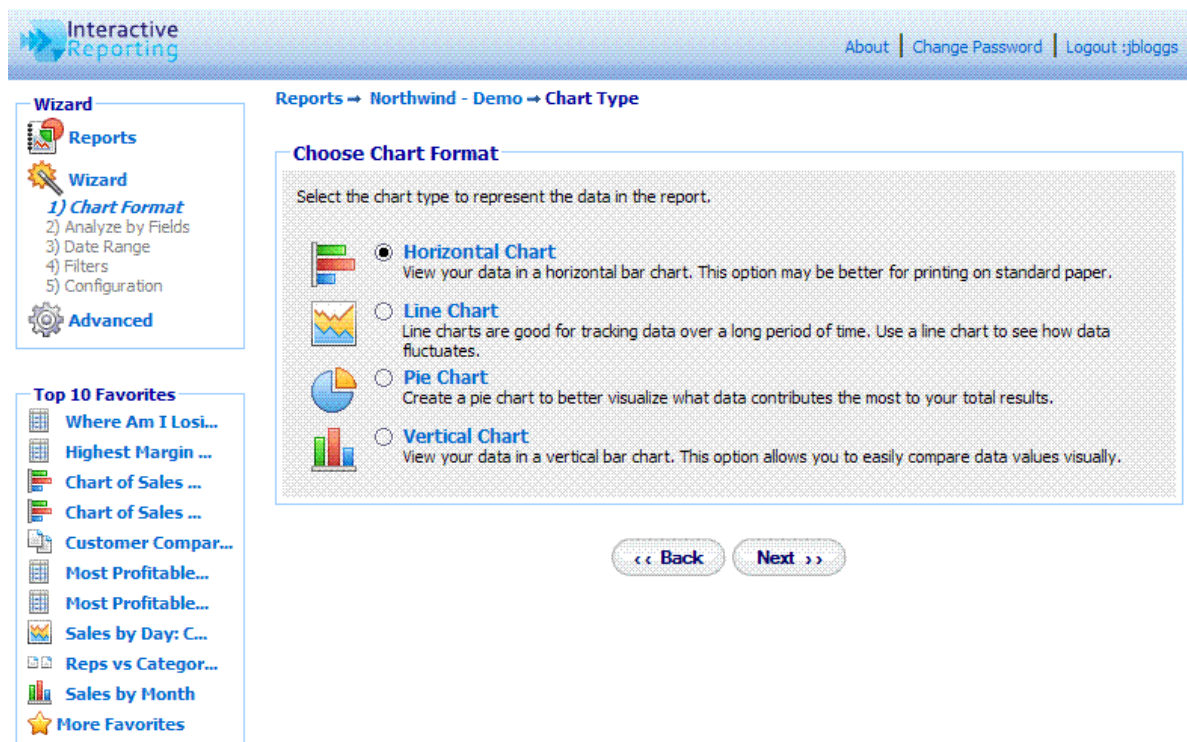 Interactive
Reporting
About | Change Password | Logout :jbloggs
Wizard
Reports
Wizard
1) Chart Format
2) Analyze by Fields
3) Date Range
4) Filters
5) Configuration
Advanced
Top 10 Favorites
Where Am I Losi...
Highest Margin ...
Chart of Sales ...
Chart of Sales ...
Customer Compar...
Most Profitable...
Most Profitable...
Sales by Day: C...
Reps vs Categor...
Sales by Month
More Favorites
Reports → Northwind - Demo → Chart Type
Choose Chart Format
Select the chart type to represent the data in the report.
Horizontal Chart
View your data in a horizontal bar chart. This option may be better for printing on standard paper.
Line Chart
Line charts are good for tracking data over a long period of time. Use a line chart to see how data
fluctuates.
Pie Chart
Create a pie chart to better visualize what data contributes the most to your total results.
Vertical Chart
View your data in a vertical bar chart. This option allows you to easily compare data values visually.
‹‹ Back
Next ››